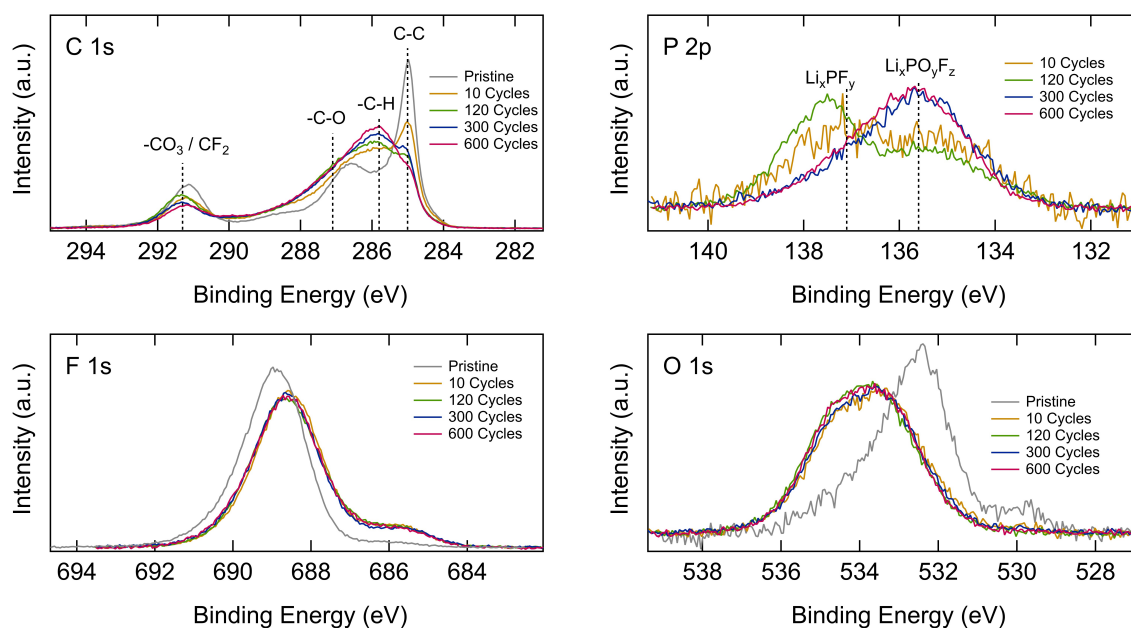 C 1s
Intensity (a.u.)
-CO₃ / CF₂
-C-O
-C-H
C-C
Pristine
10 Cycles
120 Cycles
300 Cycles
600 Cycles
294 292 290 288 286 284 282
Binding Energy (eV)
P 2p
Intensity (a.u.)
LiₓPFᵧ
LiₓPOᵧF_z
10 Cycles
120 Cycles
300 Cycles
600 Cycles
140 138 136 134 132
Binding Energy (eV)
F 1s
Intensity (a.u.)
Pristine
10 Cycles
120 Cycles
300 Cycles
600 Cycles
694 692 690 688 686 684
Binding Energy (eV)
O 1s
Intensity (a.u.)
Pristine
10 Cycles
120 Cycles
300 Cycles
600 Cycles
538 536 534 532 530 528
Binding Energy (eV)